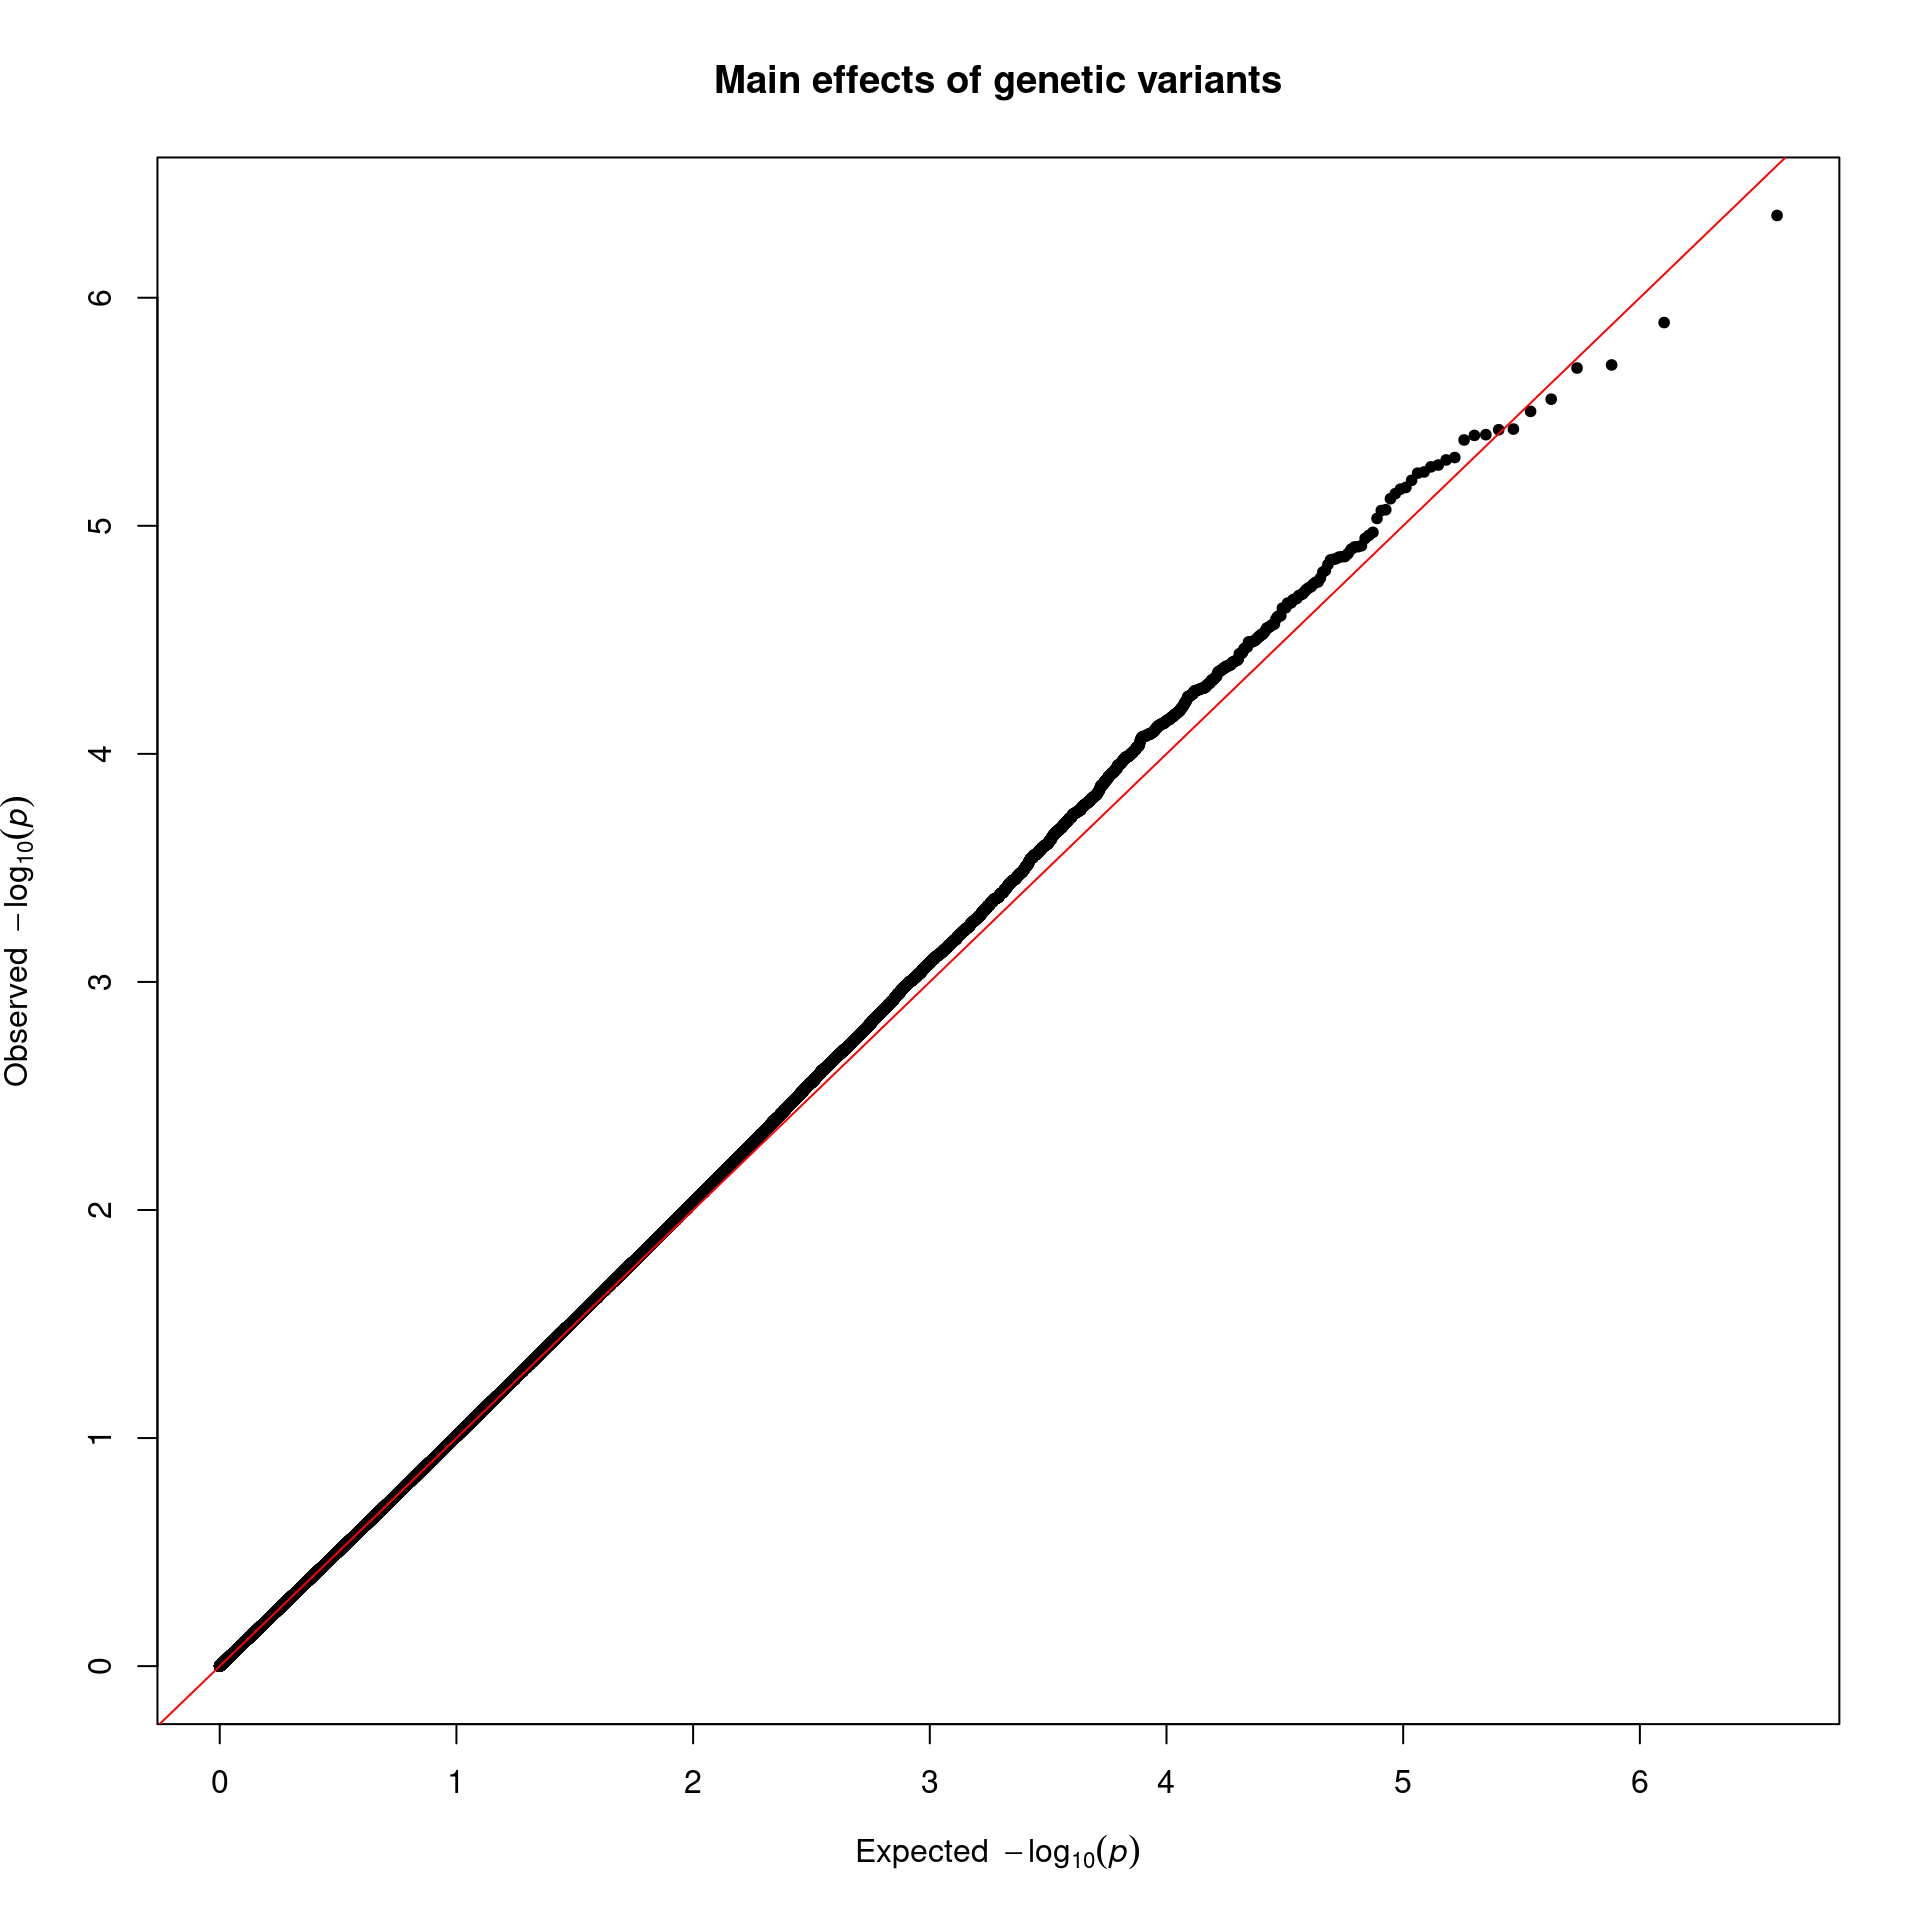 Main effects of genetic variants
Observed −log₁₀(p)
6
5
4
3
2
1
0
0 1 2 3 4 5 6
Expected −log₁₀(p)